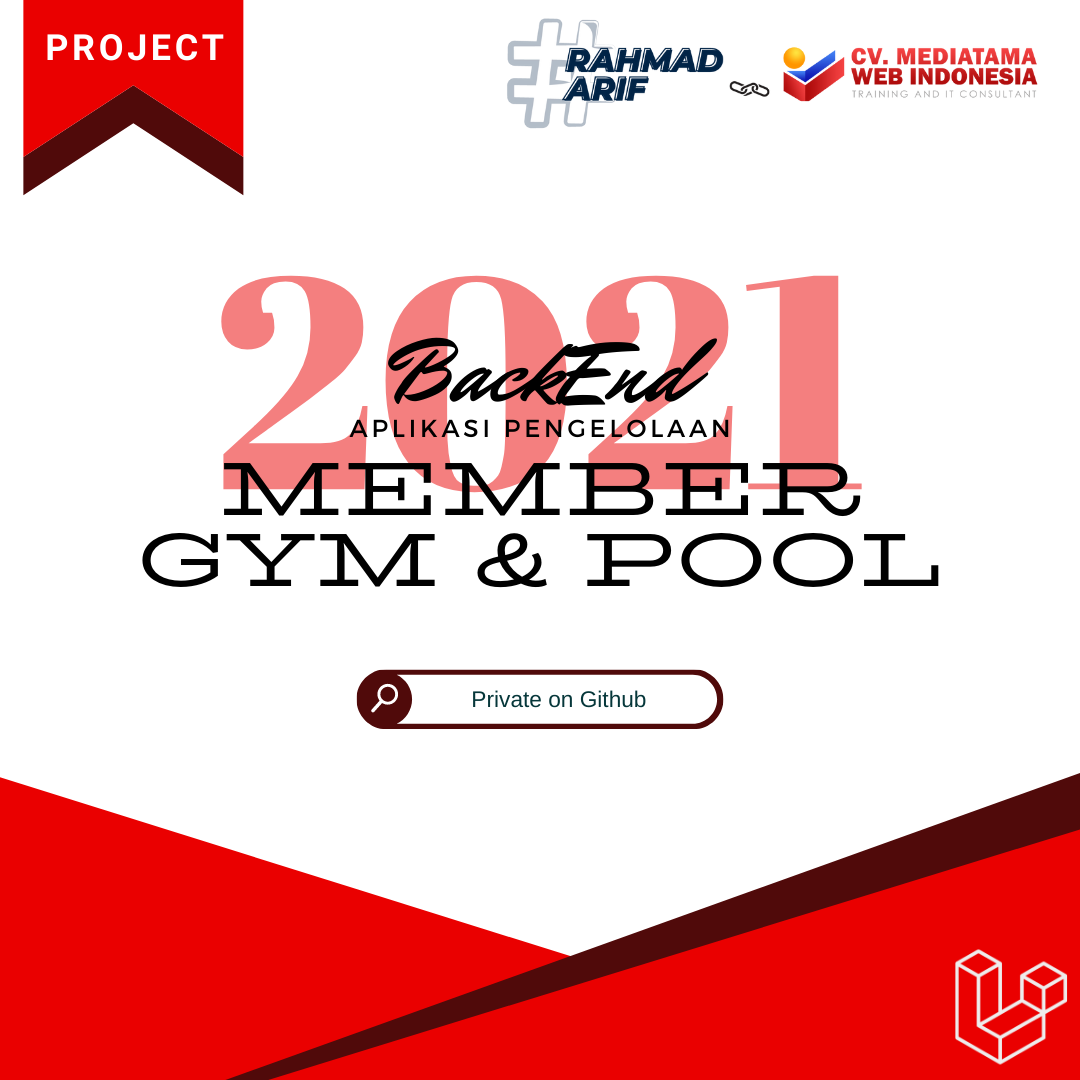 PROJECT
#RAHMAD
ARIF
CV. MEDIATAMA
WEB INDONESIA
TRAINING AND IT CONSULTANT
2021
BackEnd
APLIKASI PENGELOLAAN
MEMBER
GYM & POOL
Private on Github